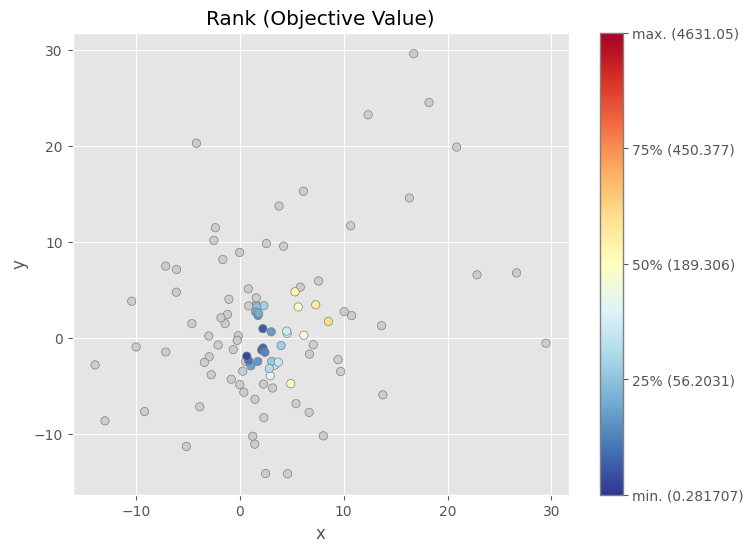 Rank (Objective Value)
30
20
10
0
−10
y
−10
0
10
20
30
x
max. (4631.05)
75% (450.377)
50% (189.306)
25% (56.2031)
min. (0.281707)